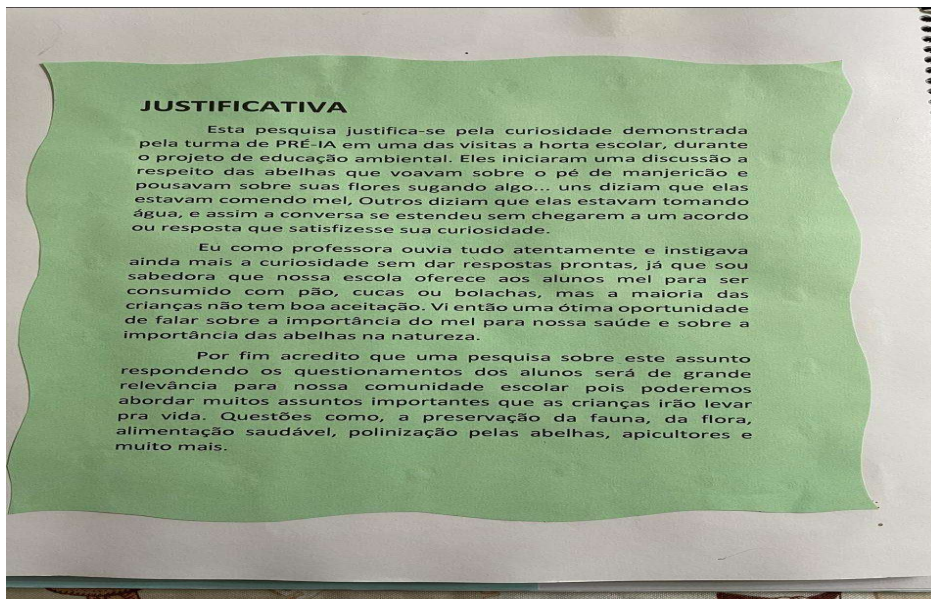 JUSTIFICATIVA
Esta pesquisa justifica-se pela curiosidade demonstrada
pela turma de PRÉ-IA em uma das visitas a horta escolar, durante
o projeto de educação ambiental. Eles iniciaram uma discussão a
respeito das abelhas que voavam sobre o pé de manjericão e
pousavam sobre suas flores sugando algo... uns diziam que elas
estavam comendo mel, Outros diziam que elas estavam tomando
água, e assim a conversa se estendeu sem chegarem a um acordo
ou resposta que satisfizesse sua curiosidade.
Eu como professora ouvia tudo atentamente e instigava
ainda mais a curiosidade sem dar respostas prontas, já que sou
sabedora que nossa escola oferece aos alunos mel para ser
consumido com pão, cucas ou bolachas, mas a maioria das
crianças não tem boa aceitação. Vi então uma ótima oportunidade
de falar sobre a importância do mel para nossa saúde e sobre a
importância das abelhas na natureza.
Por fim acredito que uma pesquisa sobre este assunto
respondendo os questionamentos dos alunos será de grande
relevância para nossa comunidade escolar pois poderemos
abordar muitos assuntos importantes que as crianças irão levar
pra vida. Questões como, a preservação da fauna, da flora,
alimentação saudável, polinização pelas abelhas, apicultores e
muito mais.